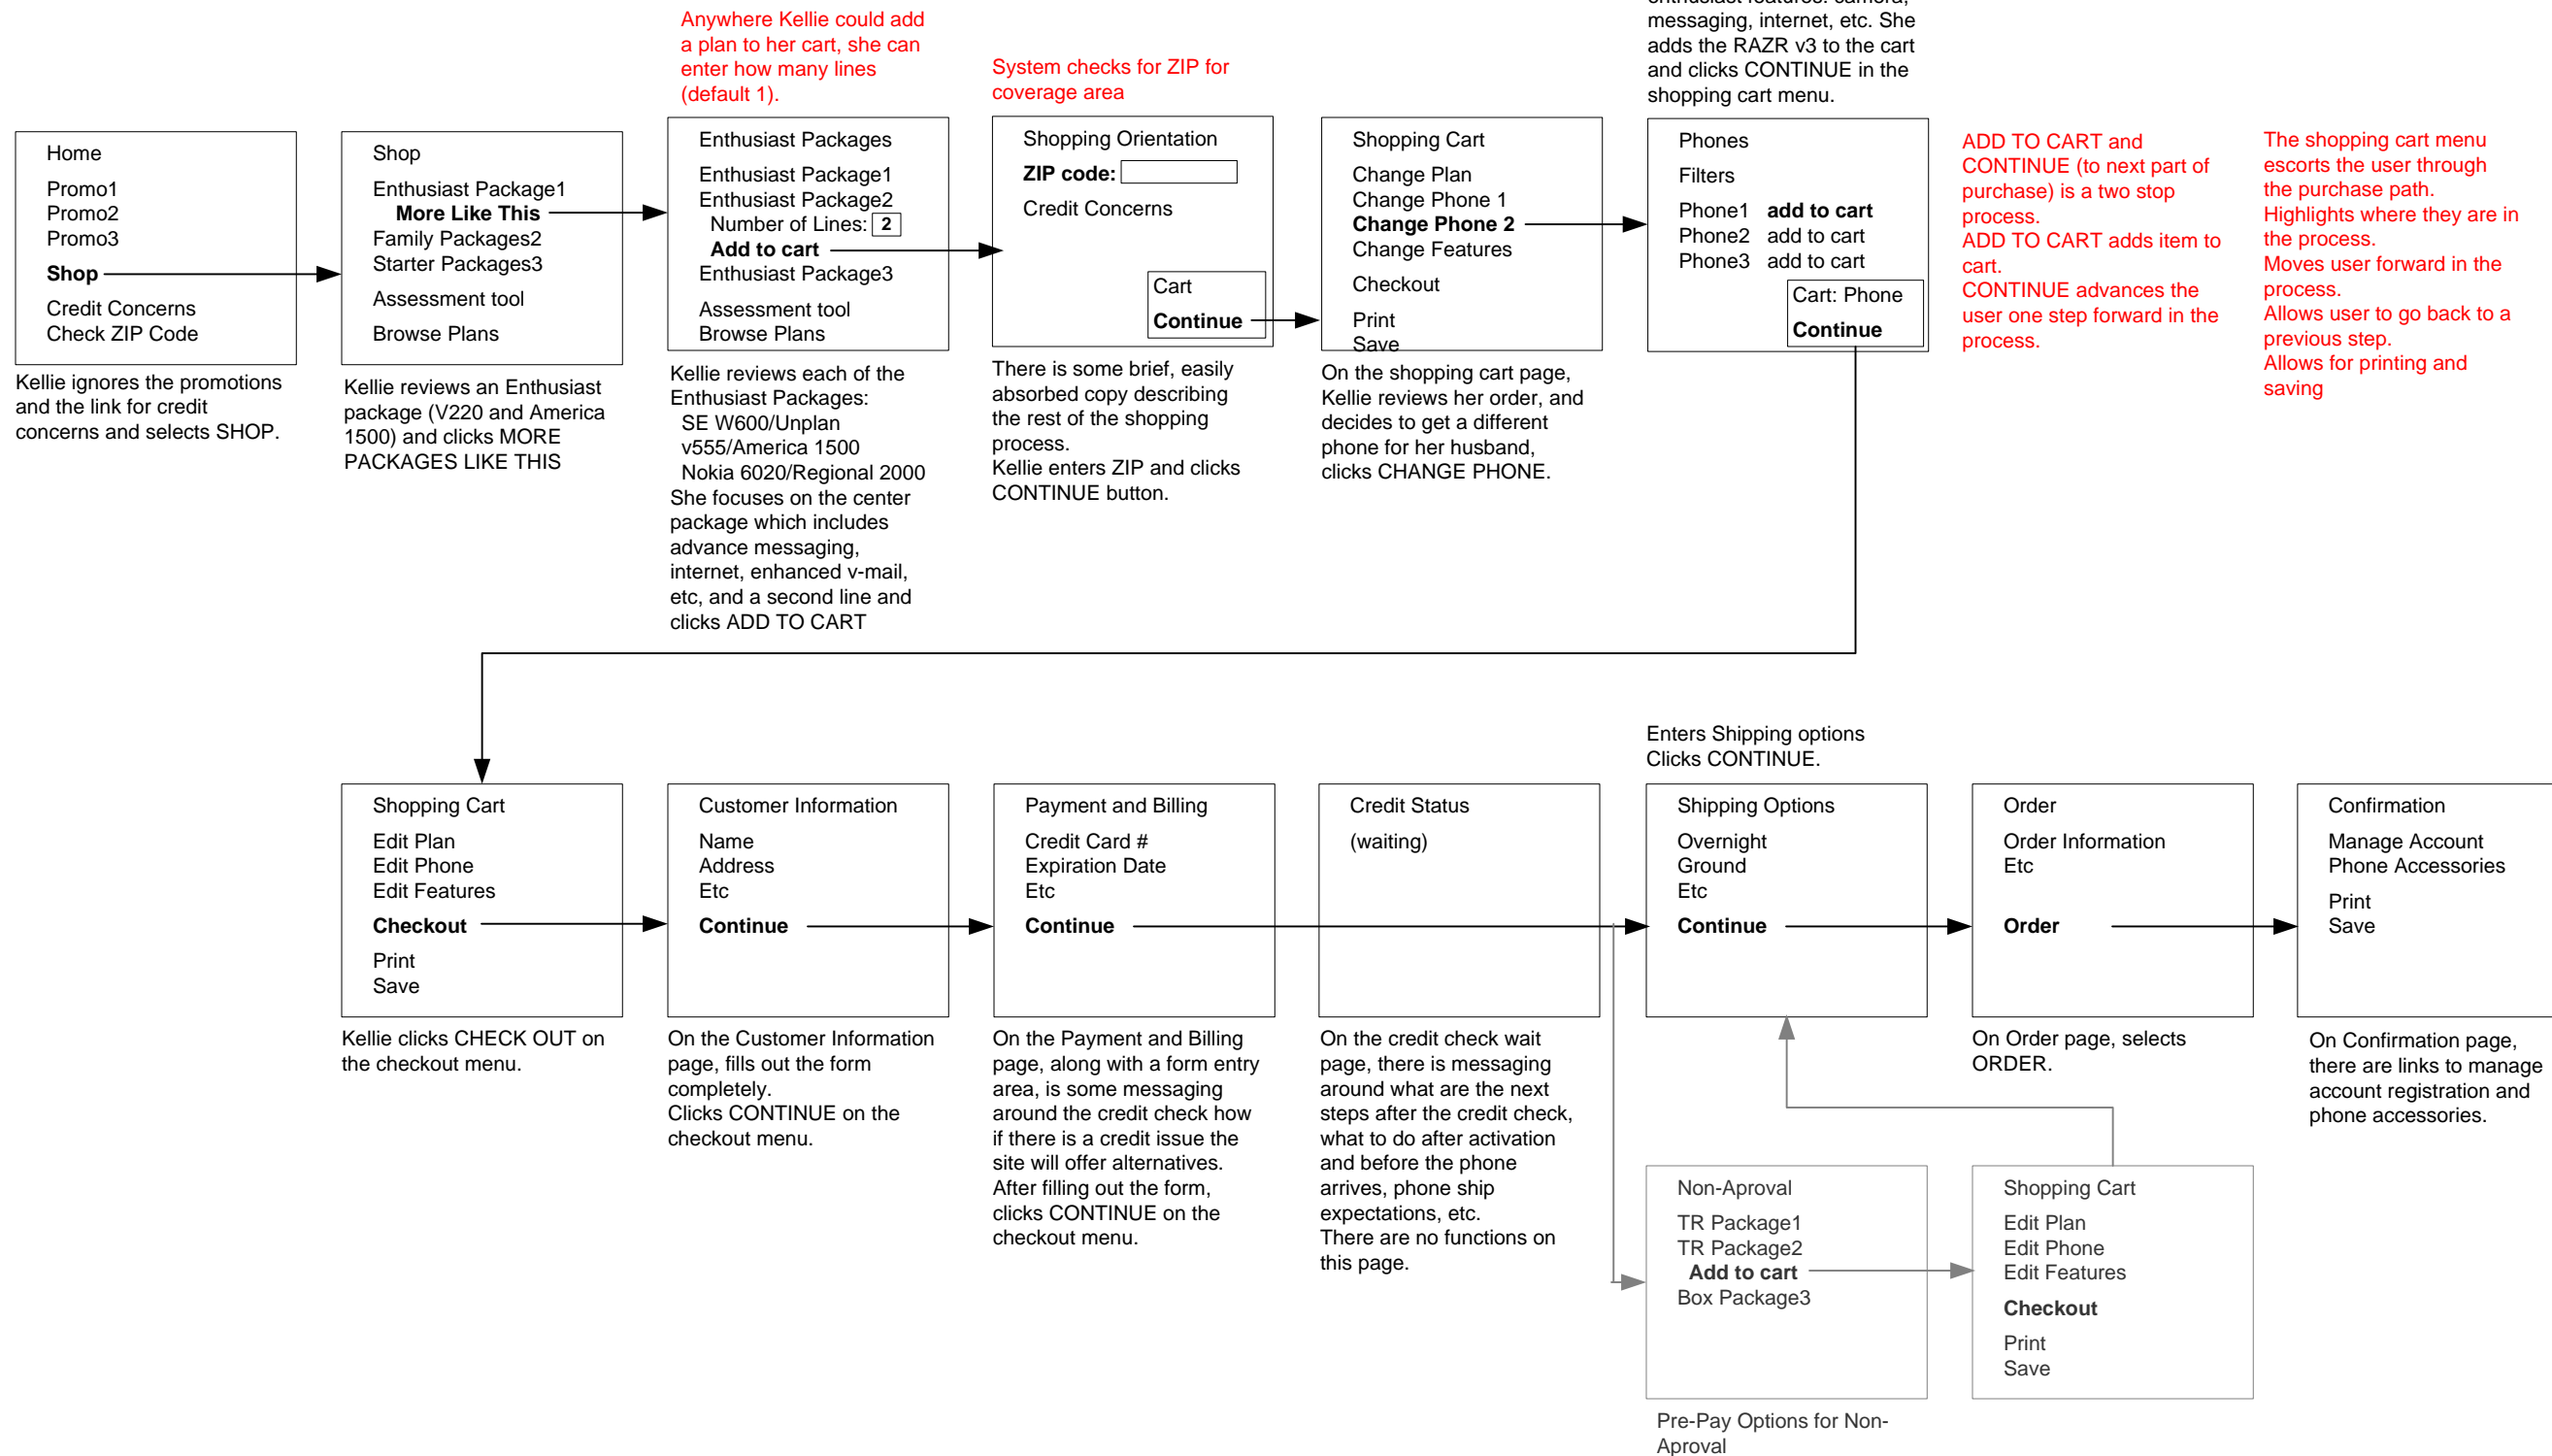 Anywhere Kellie could add
a plan to her cart, she can
enter how many lines
(default 1).
System checks for ZIP for
coverage area
enthusiast features: camera,
messaging, internet, etc. She
adds the RAZR v3 to the cart
and clicks CONTINUE in the
shopping cart menu.
Home
Promo1
Promo2
Promo3
Shop
Credit Concerns
Check ZIP Code
Kellie ignores the promotions
and the link for credit
concerns and selects SHOP.
Shop
Enthusiast Package1
More Like This
Family Packages2
Starter Packages3
Assessment tool
Browse Plans
Kellie reviews an Enthusiast
package (V220 and America
1500) and clicks MORE
PACKAGES LIKE THIS
Enthusiast Packages
Enthusiast Package1
Enthusiast Package2
Number of Lines: 2
Add to cart
Enthusiast Package3
Assessment tool
Browse Plans
Kellie reviews each of the
Enthusiast Packages:
SE W600/Unplan
v555/America 1500
Nokia 6020/Regional 2000
She focuses on the center
package which includes
advance messaging,
internet, enhanced v-mail,
etc, and a second line and
clicks ADD TO CART
Shopping Orientation
ZIP code:
Credit Concerns
Cart
Continue
There is some brief, easily
absorbed copy describing
the rest of the shopping
process.
Kellie enters ZIP and clicks
CONTINUE button.
Shopping Cart
Change Plan
Change Phone 1
Change Phone 2
Change Features
Checkout
Print
Save
On the shopping cart page,
Kellie reviews her order, and
decides to get a different
phone for her husband,
clicks CHANGE PHONE.
Phones
Filters
Phone1 add to cart
Phone2 add to cart
Phone3 add to cart
Cart: Phone
Continue
ADD TO CART and
CONTINUE (to next part of
purchase) is a two stop
process.
ADD TO CART adds item to
cart.
CONTINUE advances the
user one step forward in the
process.
The shopping cart menu
escorts the user through
the purchase path.
Highlights where they are in
the process.
Moves user forward in the
process.
Allows user to go back to a
previous step.
Allows for printing and
saving
Shopping Cart
Edit Plan
Edit Phone
Edit Features
Checkout
Print
Save
Kellie clicks CHECK OUT on
the checkout menu.
Customer Information
Name
Address
Etc
Continue
On the Customer Information
page, fills out the form
completely.
Clicks CONTINUE on the
checkout menu.
Payment and Billing
Credit Card #
Expiration Date
Etc
Continue
On the Payment and Billing
page, along with a form entry
area, is some messaging
around the credit check how
if there is a credit issue the
site will offer alternatives.
After filling out the form,
clicks CONTINUE on the
checkout menu.
Credit Status
(waiting)
On the credit check wait
page, there is messaging
around what are the next
steps after the credit check,
what to do after activation
and before the phone
arrives, phone ship
expectations, etc.
There are no functions on
this page.
Enters Shipping options
Clicks CONTINUE.
Shipping Options
Overnight
Ground
Etc
Continue
Order
Order Information
Etc
Order
On Order page, selects
ORDER.
Confirmation
Manage Account
Phone Accessories
Print
Save
On Confirmation page,
there are links to manage
account registration and
phone accessories.
Non-Aproval
TR Package1
TR Package2
Add to cart
Box Package3
Pre-Pay Options for Non-
Aproval
Shopping Cart
Edit Plan
Edit Phone
Edit Features
Checkout
Print
Save